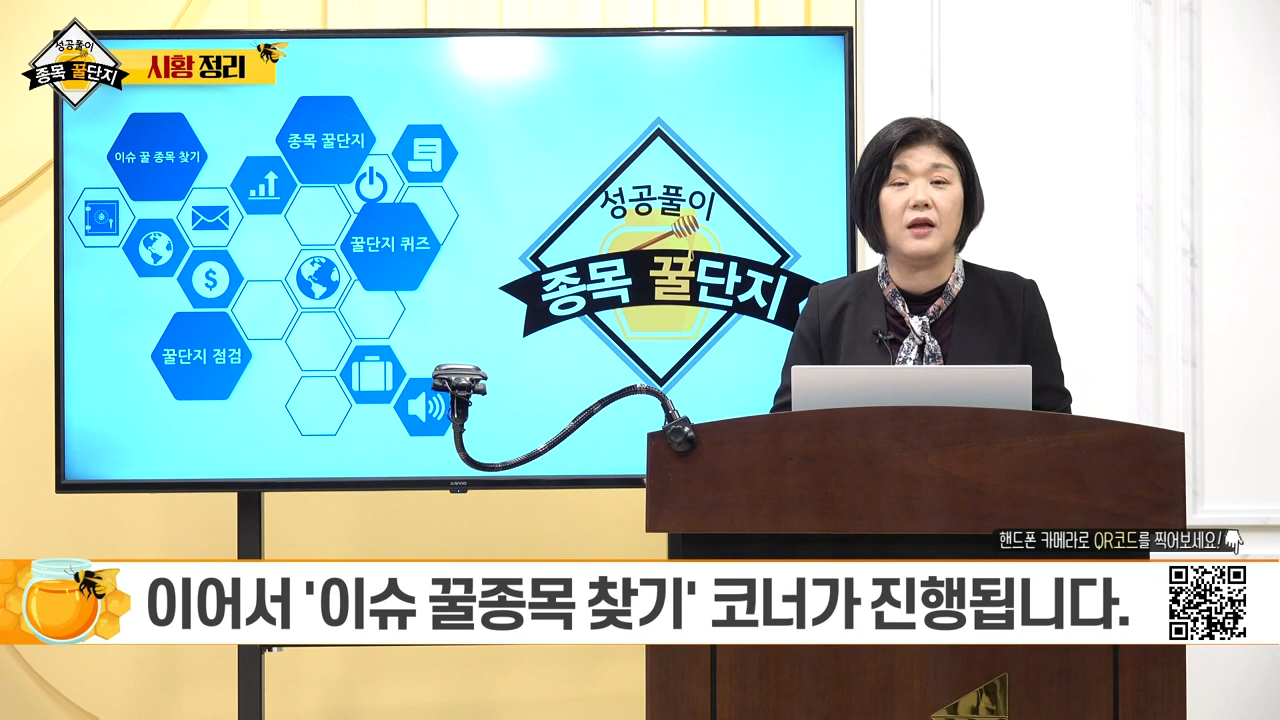 성공풀이
종목 꿀단지
시황 정리
이슈 꿀 종목 찾기
종목 꿀단지
꿀단지 퀴즈
꿀단지 점검
성공풀이
종목 꿀단지
핸드폰 카메라로 QR코드를 찍어보세요!
이어서 '이슈 꿀종목 찾기' 코너가 진행됩니다.